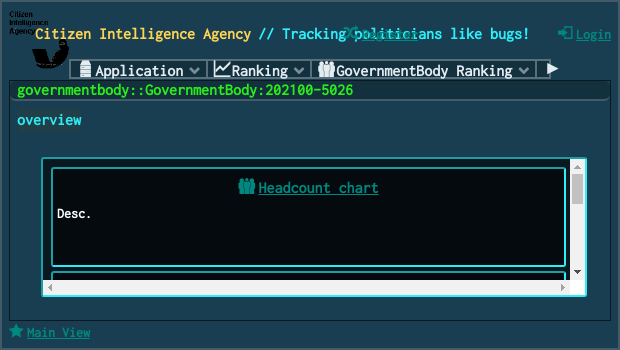 Citizen
Intelligence
Agency
Citizen Intelligence Agency // Tracking politicians like bugs!
Register
Login
Application
Ranking
GovernmentBody Ranking
governmentbody::GovernmentBody:202100-5026
overview
Headcount chart
Desc.
Main View